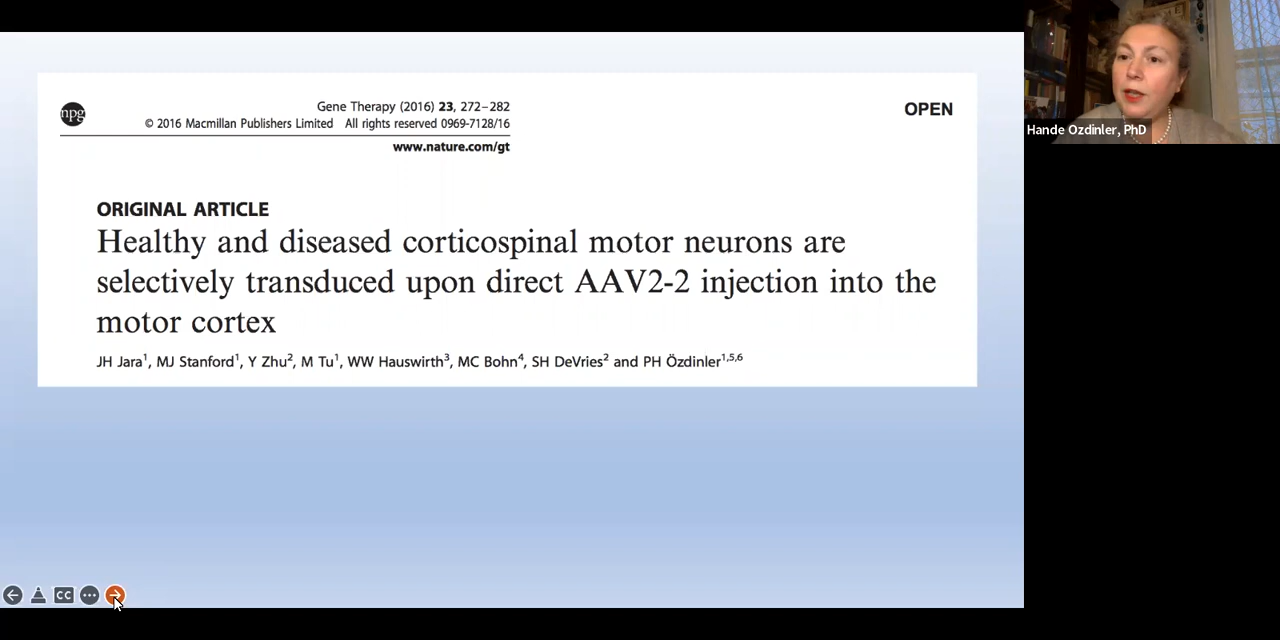 npg
Gene Therapy (2016) 23, 272–282
© 2016 Macmillan Publishers Limited All rights reserved 0969-7128/16
www.nature.com/gt
OPEN
ORIGINAL ARTICLE
Healthy and diseased corticospinal motor neurons are
selectively transduced upon direct AAV2-2 injection into the
motor cortex
JH Jara1, MJ Stanford1, Y Zhu2, M Tu1, WW Hauswirth3, MC Bohn4, SH DeVries2 and PH Özdinler1,5,6
Hande Ozdinler, PhD
CC